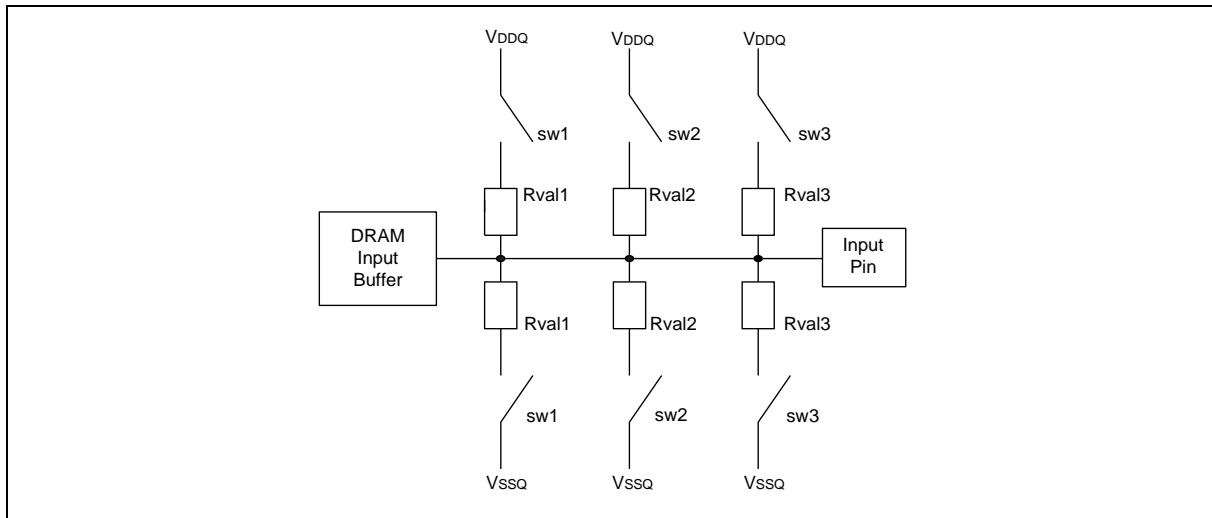 VDDQ VDDQ VDDQ
sw1 sw2 sw3
Rval1 Rval2 Rval3
DRAM
Input
Buffer
Input
Pin
Rval1 Rval2 Rval3
sw1 sw2 sw3
VSSQ VSSQ VSSQ